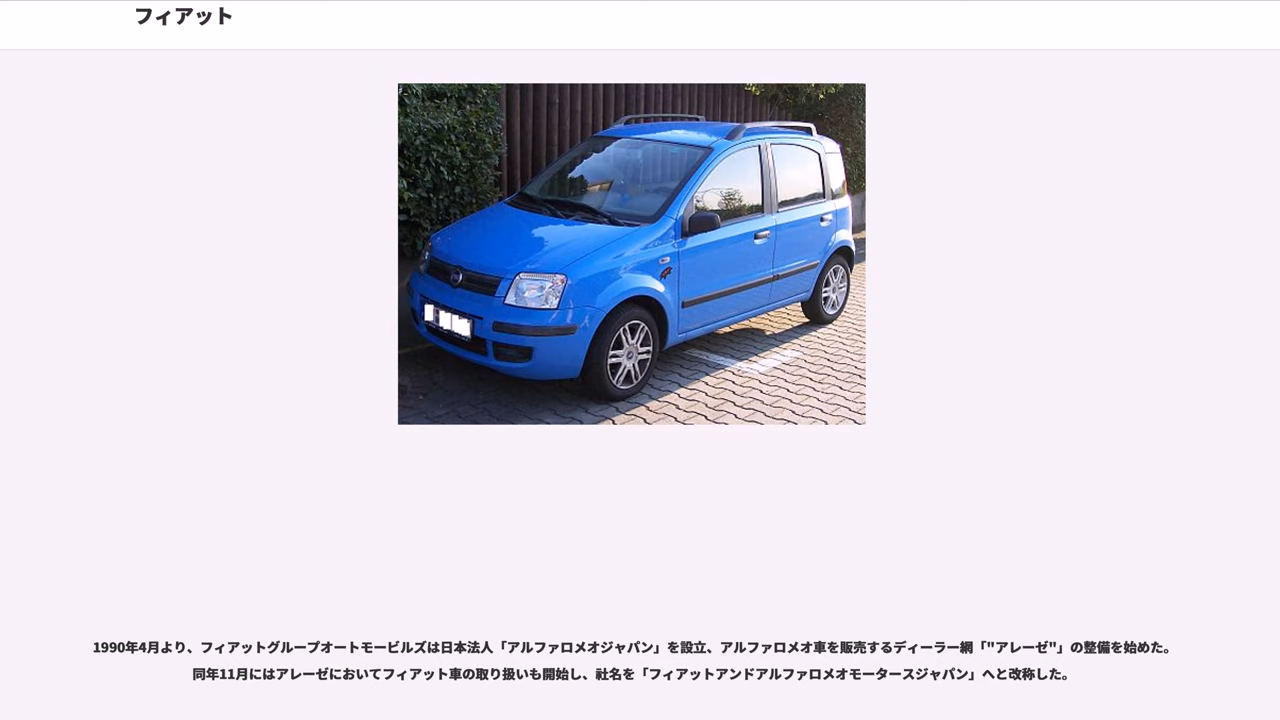 フィアット
1990年4月より、フィアットグループオートモービルズは日本法人「アルファロメオジャパン」を設立、アルファロメオ車を販売するディーラー網「"アレーゼ"」の整備を始めた。
同年11月にはアレーゼにおいてフィアット車の取り扱いも開始し、社名を「フィアットアンドアルファロメオモータースジャパン」へと改称した。